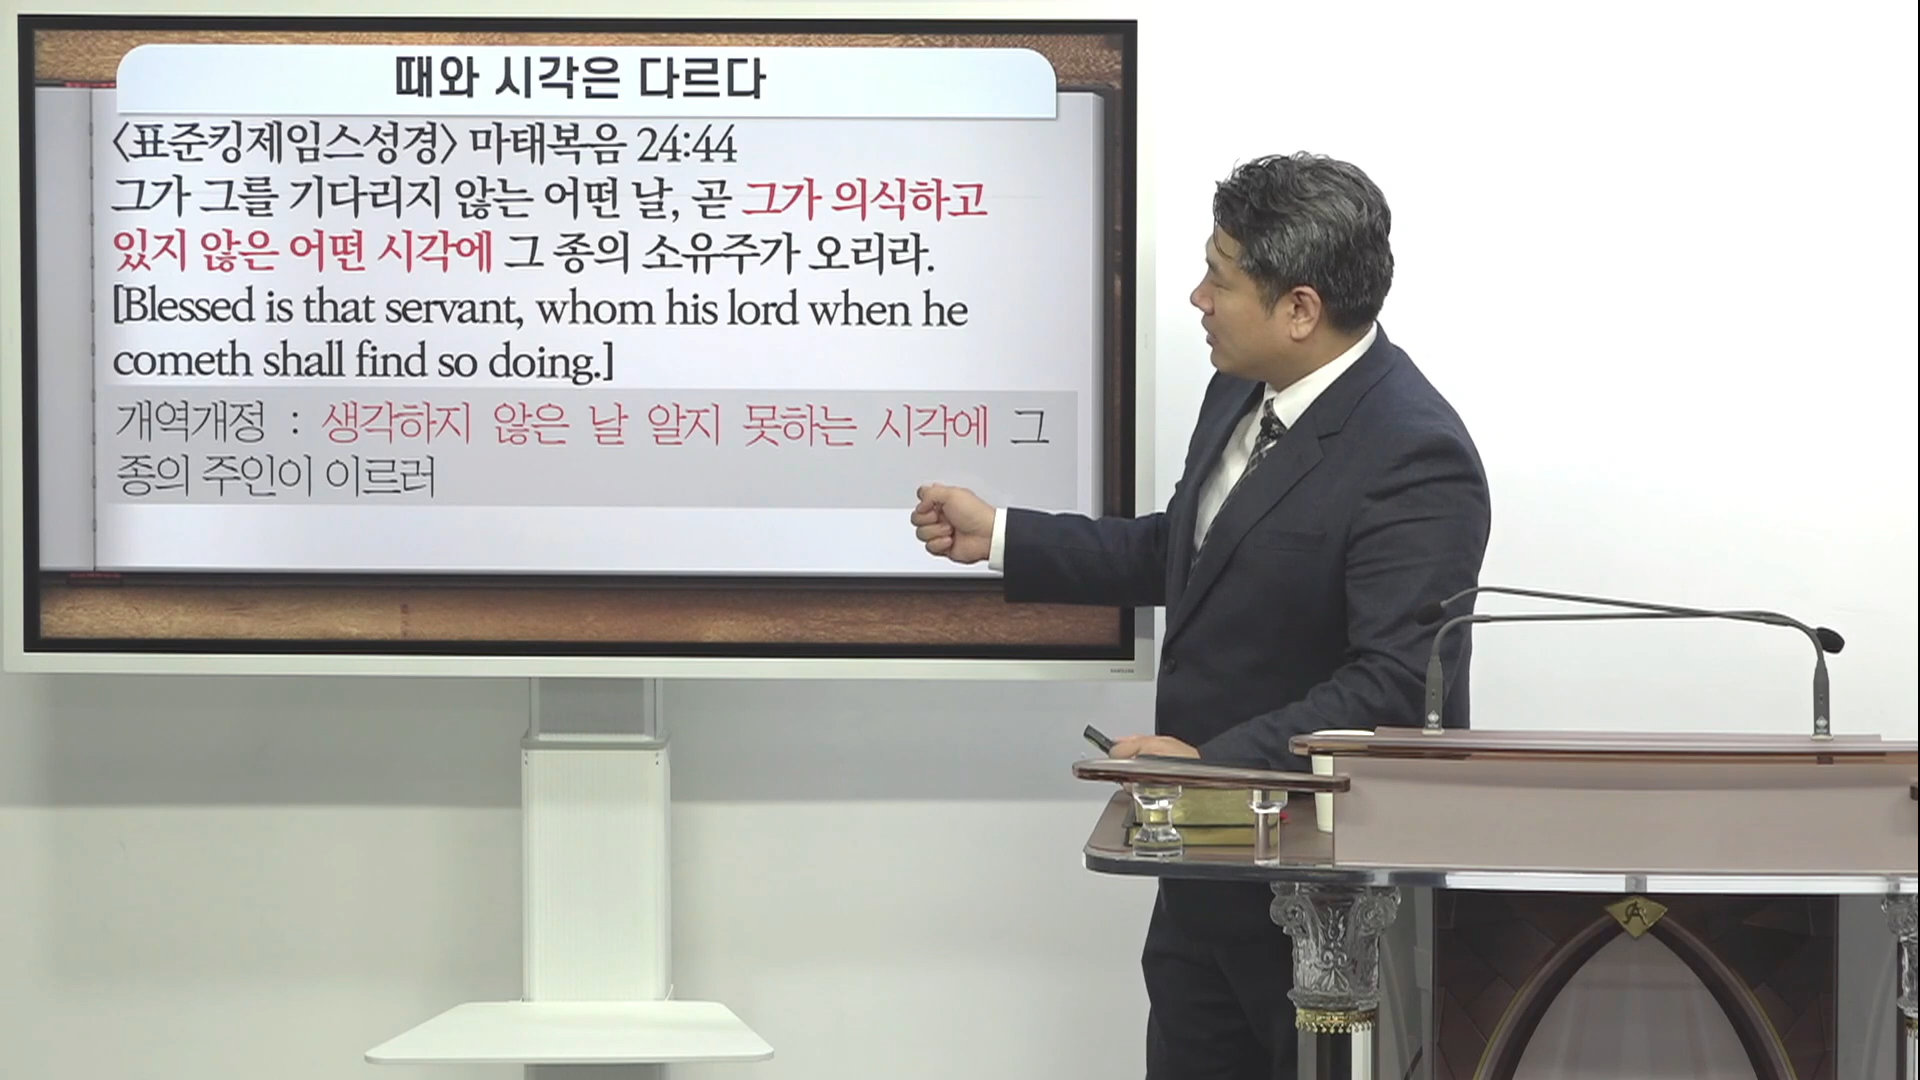 때와 시각은 다르다
<표준킹제임스성경> 마태복음 24:44
그가 그를 기다리지 않는 어떤 날, 곧 그가 의식하고
있지 않은 어떤 시각에 그 종의 소유주가 오리라.
[Blessed is that servant, whom his lord when he
cometh shall find so doing.]
개역개정 : 생각하지 않은 날 알지 못하는 시각에 그
종의 주인이 이르러
SAMSUNG